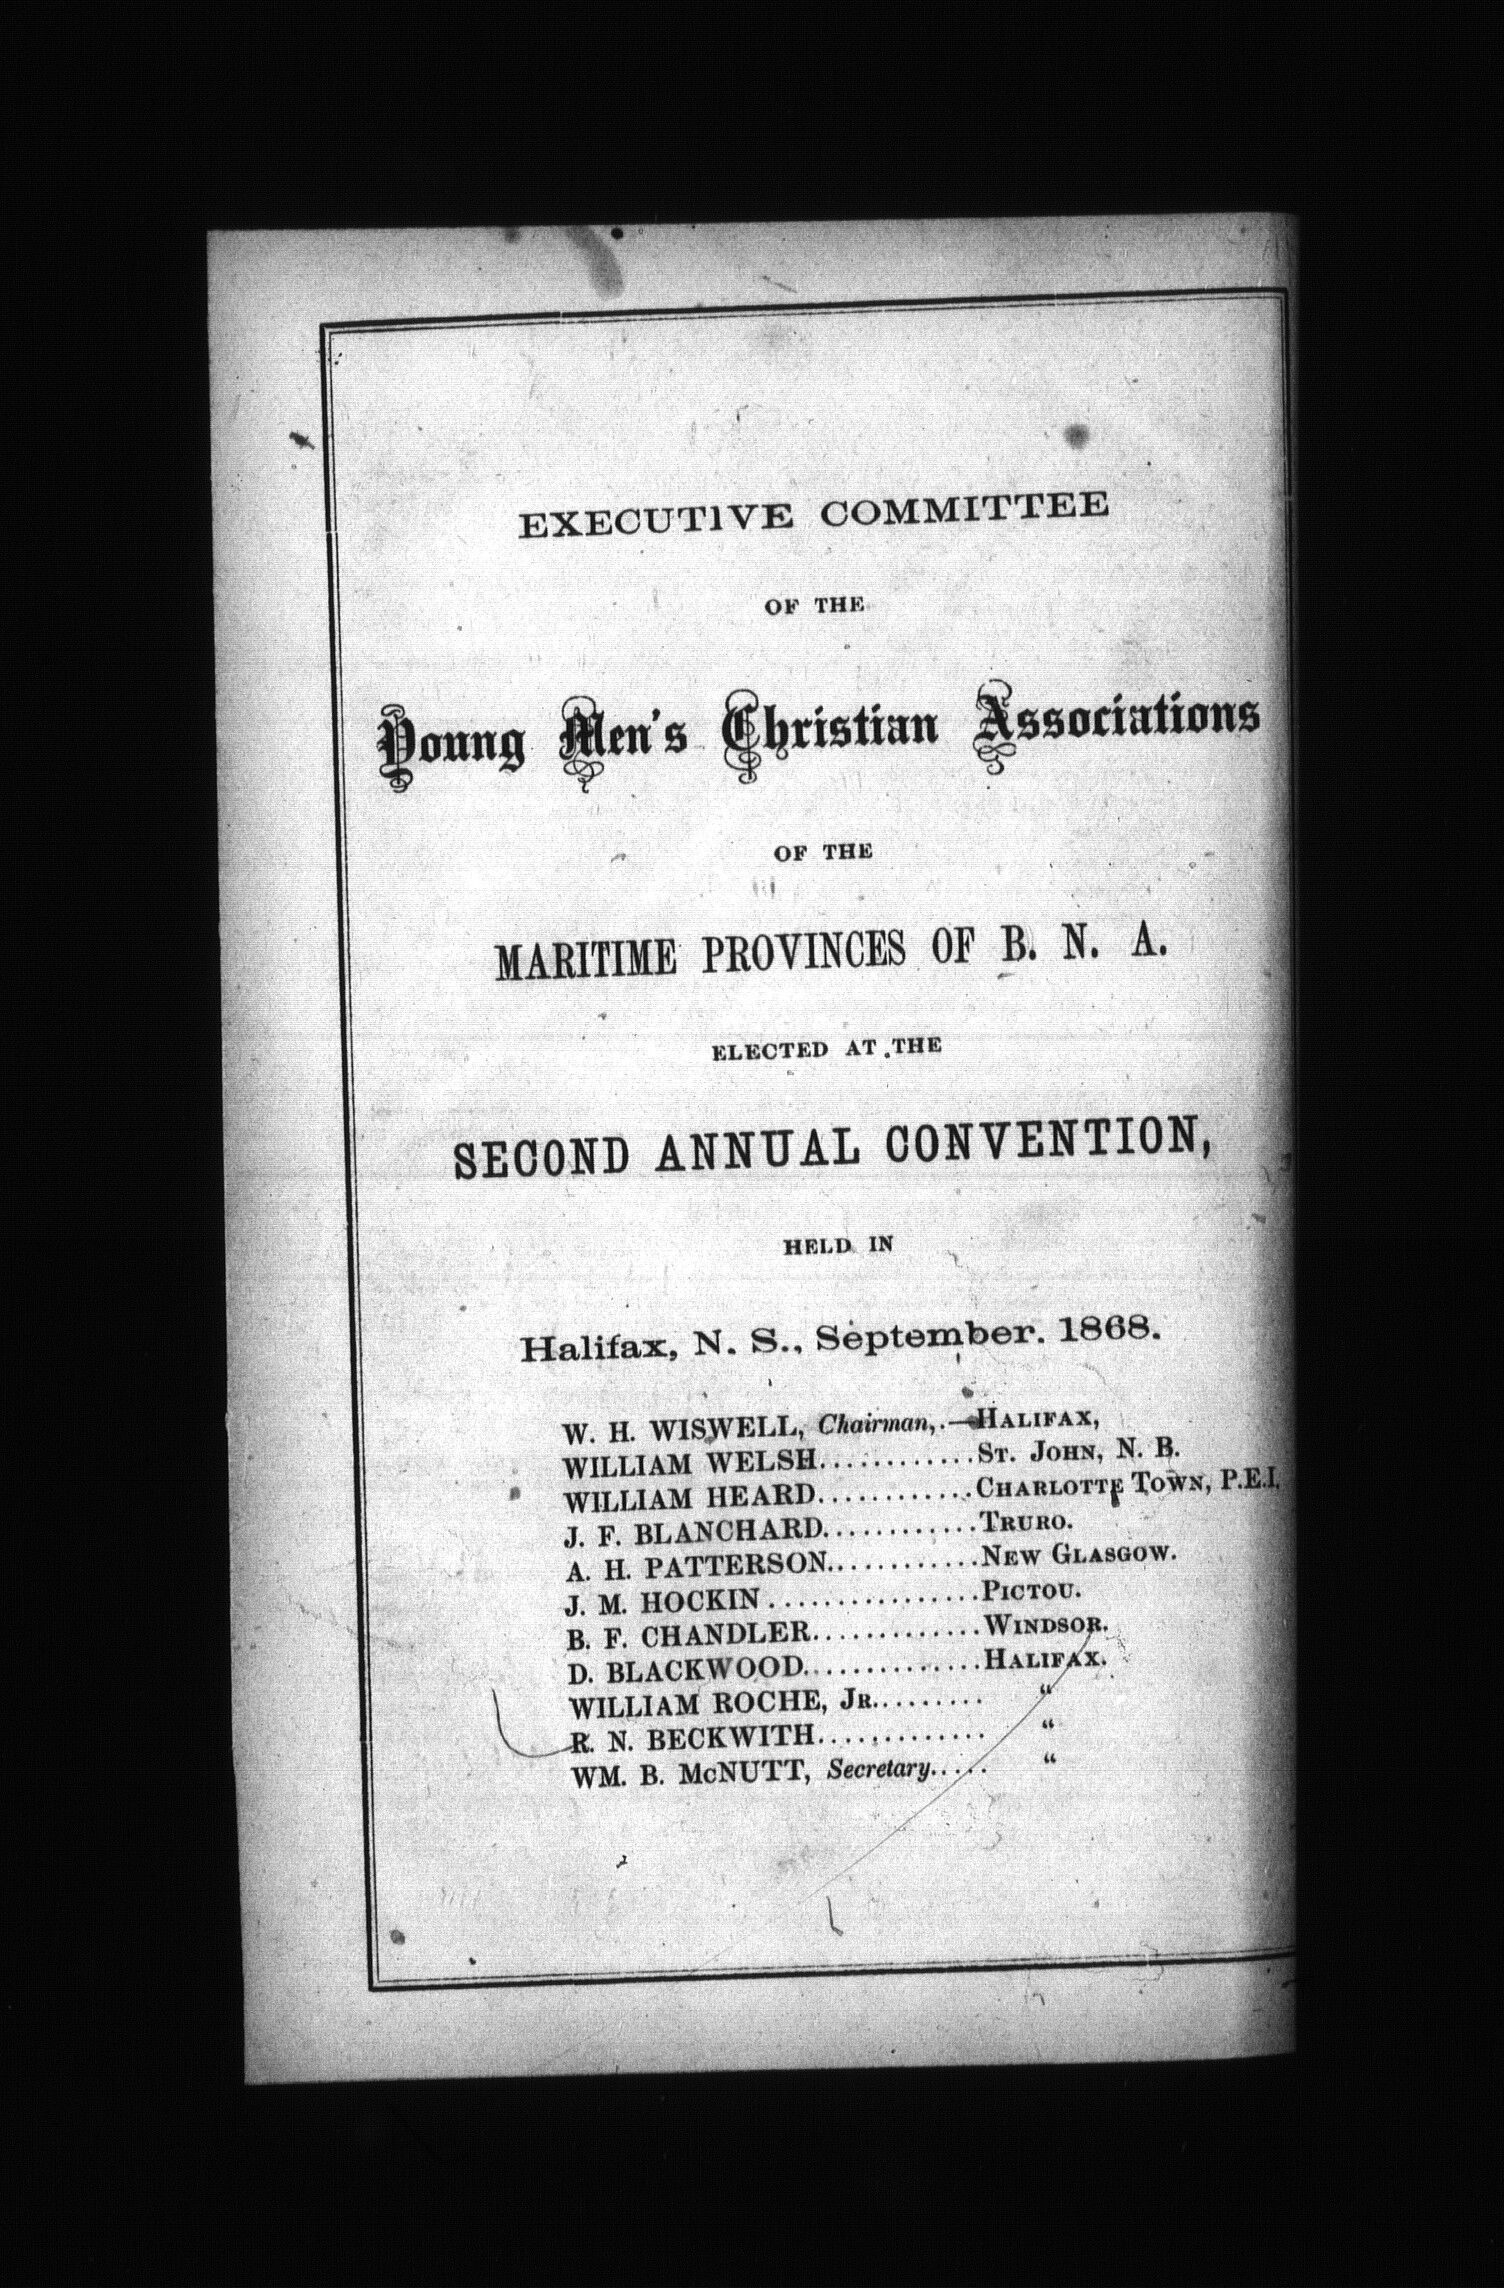 EXECUTIVE COMMITTEE
OF THE
Young Men's Christian Associations
OF THE
MARITIME PROVINCES OF B. N. A.
ELECTED AT THE
SECOND ANNUAL CONVENTION,
HELD IN
Halifax, N. S., September. 1868.
W. H. WISWELL, Chairman,.—HALIFAX,
WILLIAM WELSH............ST. JOHN, N. B.
WILLIAM HEARD............CHARLOTTE TOWN, P.E.I.
J. F. BLANCHARD............TRURO.
A. H. PATTERSON............NEW GLASGOW.
J. M. HOCKIN................PICTOU.
B. F. CHANDLER.............WINDSOR.
D. BLACKWOOD..............HALIFAX.
WILLIAM ROCHE, JR......... “
R. N. BECKWITH............. “
WM. B. McNUTT, Secretary..... “